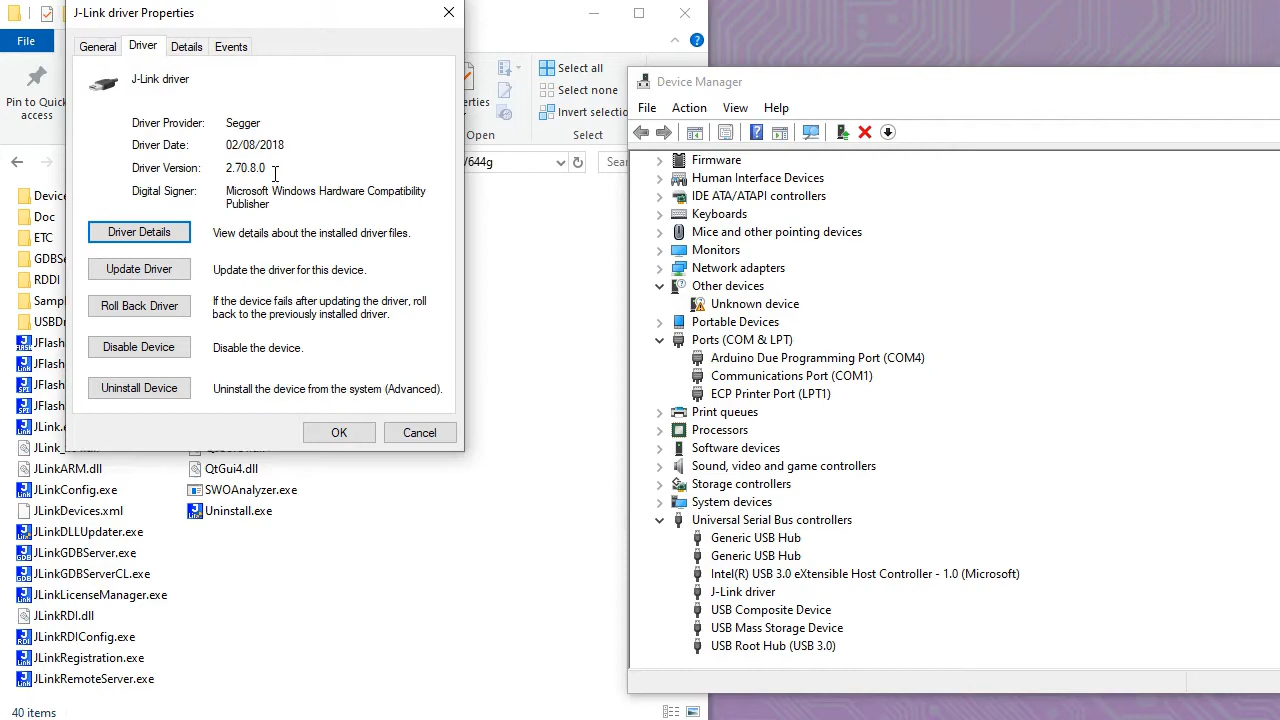 J-Link driver Properties
General
Driver
Details
Events
J-Link driver
Driver Provider: Segger
Driver Date: 02/08/2018
Driver Version: 2.70.8.0
Digital Signer: Microsoft Windows Hardware Compatibility
Publisher
Driver Details
View details about the installed driver files.
Update Driver
Update the driver for this device.
Roll Back Driver
If the device fails after updating the driver, roll
back to the previously installed driver.
Disable Device
Disable the device.
Uninstall Device
Uninstall the device from the system (Advanced).
OK
Cancel
File
Pin to Quick
access
Open
Select all
Select none
Invert selectio
Select
644g
Sear
Device
Doc
ETC
GDBSe
RDDI
Sampl
USBDr
JFlash
JFlash
JFlash
JFlash
JLinkARM.dll
JLinkConfig.exe
JLinkDevices.xml
JLinkDLLUpdater.exe
JLinkGDBServer.exe
JLinkGDBServerCL.exe
JLinkLicenseManager.exe
JLinkRDI.dll
JLinkRDIConfig.exe
JLinkRegistration.exe
JLinkRemoteServer.exe
QtGui4.dll
SWOAnalyzer.exe
Uninstall.exe
40 items
Device Manager
File
Action
View
Help
Firmware
Human Interface Devices
IDE ATA/ATAPI controllers
Keyboards
Mice and other pointing devices
Monitors
Network adapters
Other devices
Unknown device
Portable Devices
Ports (COM & LPT)
Arduino Due Programming Port (COM4)
Communications Port (COM1)
ECP Printer Port (LPT1)
Print queues
Processors
Software devices
Sound, video and game controllers
Storage controllers
System devices
Universal Serial Bus controllers
Generic USB Hub
Generic USB Hub
Intel(R) USB 3.0 eXtensible Host Controller - 1.0 (Microsoft)
J-Link driver
USB Composite Device
USB Mass Storage Device
USB Root Hub (USB 3.0)